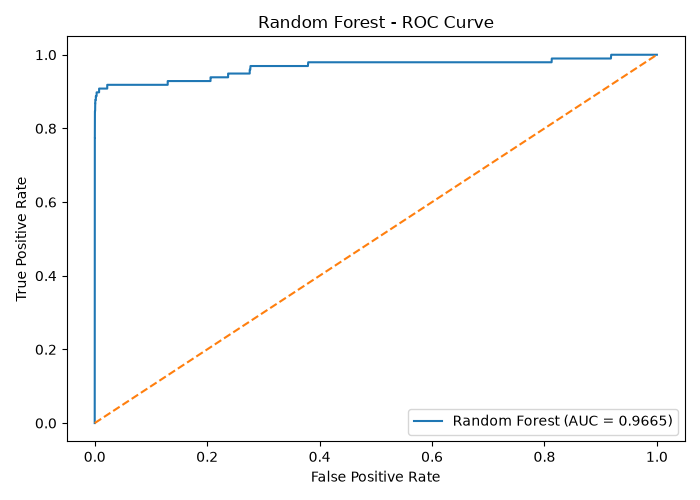 Random Forest - ROC Curve
True Positive Rate
1.0
0.8
0.6
0.4
0.2
0.0
Random Forest (AUC = 0.9665)
0.0 0.2 0.4 0.6 0.8 1.0
False Positive Rate